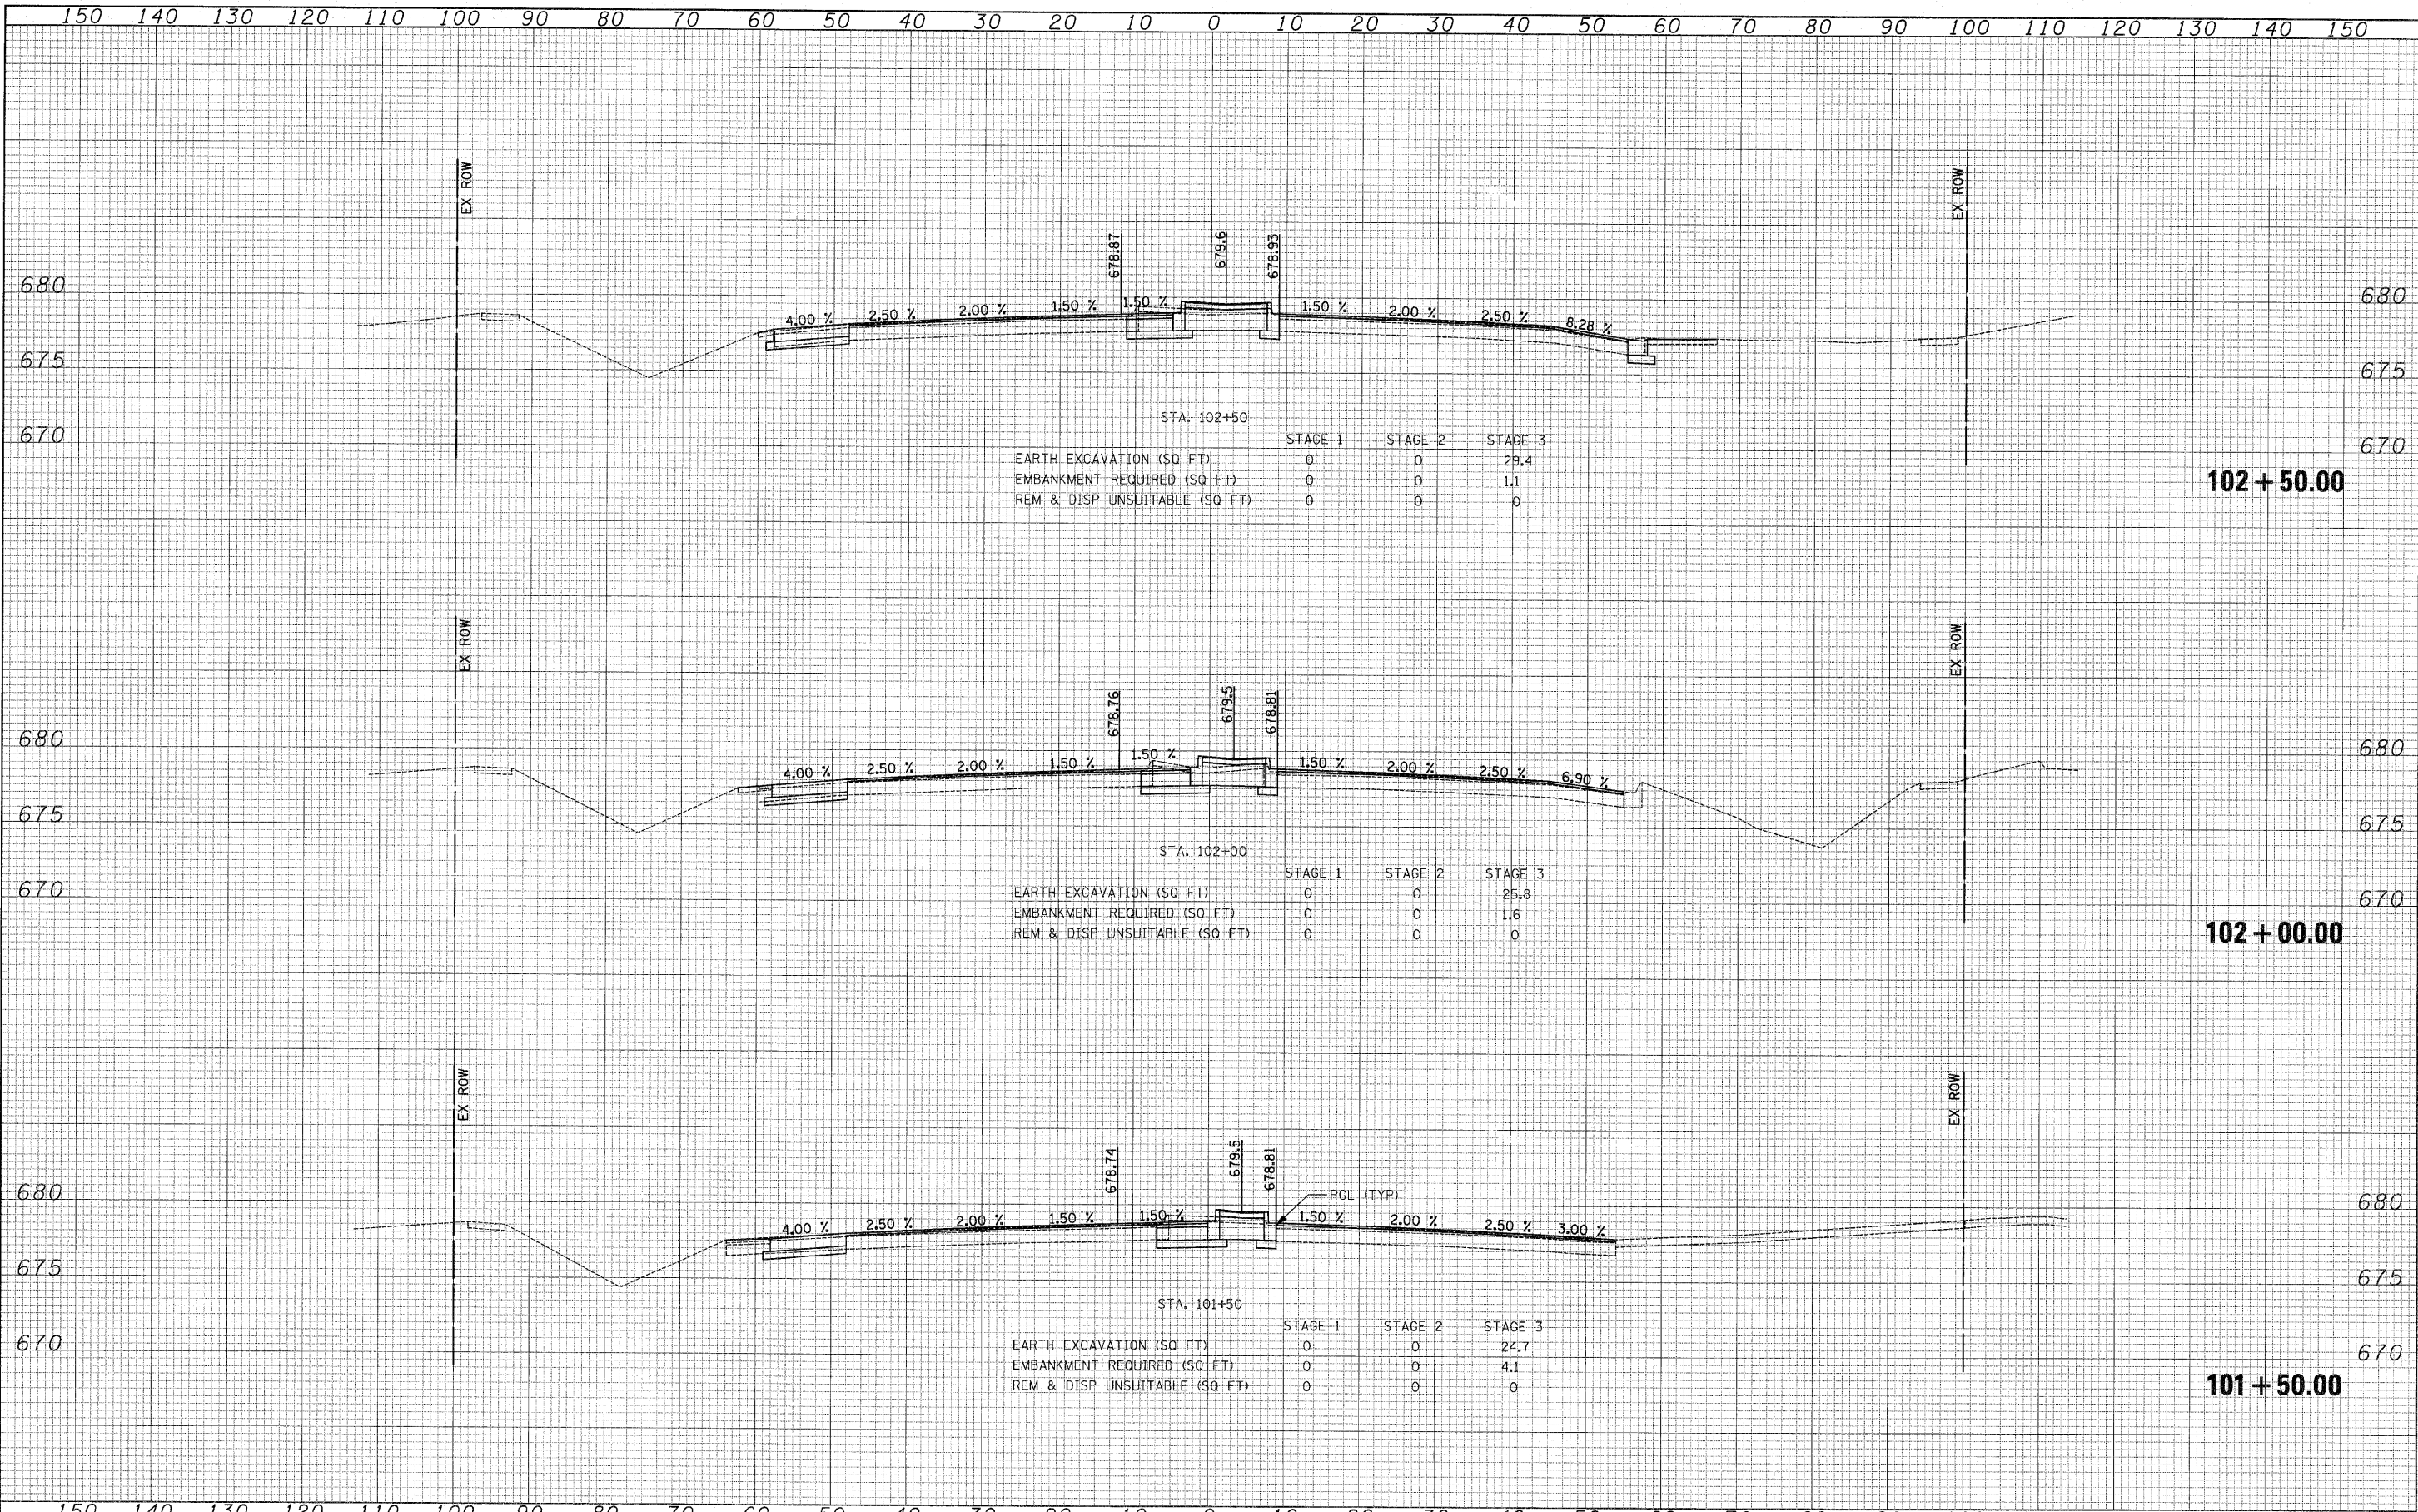 150 140 130 120 110 100 90 80 70 60 50 40 30 20 10 0 10 20 30 40 50 60 70 80 90 100 110 120 130 140 150
EX ROW
EX ROW
678.87
679.6
678.93
680
4.00 % 2.50 % 2.00 % 1.50 % 1.50 % 1.50 % 2.00 % 2.50 % 8.28 %
680
675
675
670
670
STA. 102+50
STAGE 1 STAGE 2 STAGE 3
EARTH EXCAVATION (SQ FT) 0 0 29.4
EMBANKMENT REQUIRED (SQ FT) 0 0 1.1
REM & DISP UNSUITABLE (SQ FT) 0 0 0
102+50.00
EX ROW
EX ROW
678.76
679.5
678.81
680
4.00 % 2.50 % 2.00 % 1.50 % 1.50 % 1.50 % 2.00 % 2.50 % 6.90 %
680
675
675
670
670
STA. 102+00
STAGE 1 STAGE 2 STAGE 3
EARTH EXCAVATION (SQ FT) 0 0 25.8
EMBANKMENT REQUIRED (SQ FT) 0 0 1.6
REM & DISP UNSUITABLE (SQ FT) 0 0 0
102+00.00
EX ROW
EX ROW
678.74
679.5
678.81
PGL (TYP)
680
4.00 % 2.50 % 2.00 % 1.50 % 1.50 % 1.50 % 2.00 % 2.50 % 3.00 %
680
675
675
670
670
STA. 101+50
STAGE 1 STAGE 2 STAGE 3
EARTH EXCAVATION (SQ FT) 0 0 24.7
EMBANKMENT REQUIRED (SQ FT) 0 0 4.1
REM & DISP UNSUITABLE (SQ FT) 0 0 0
101+50.00